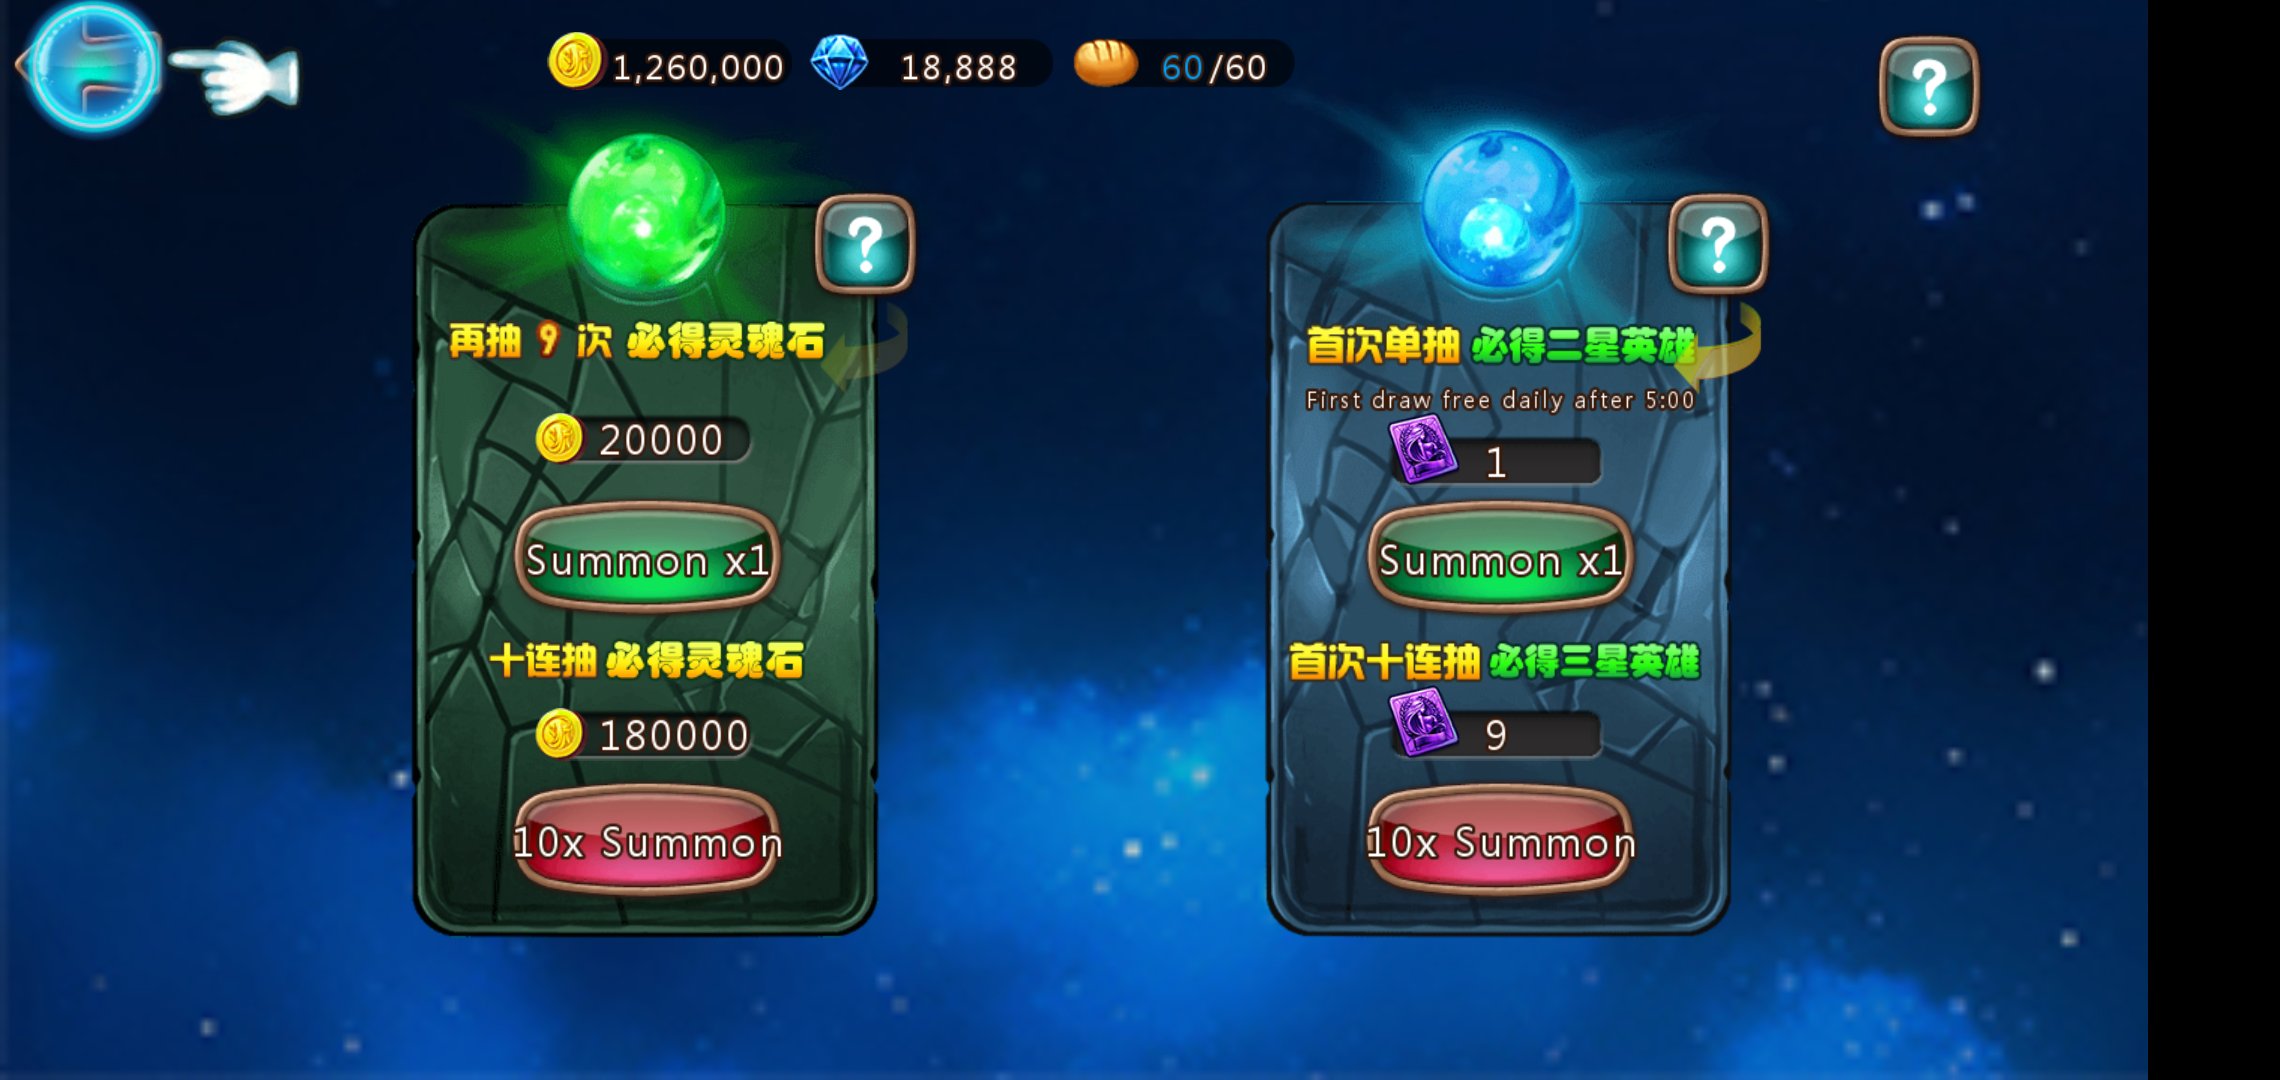 1,260,000 18,888 60/60 ?
? ?
再抽 9 次 必得灵魂石
20000
Summon x1
十连抽 必得灵魂石
180000
10x Summon
首次单抽 必得二星英雄
First draw free daily after 5:00
1
Summon x1
首次十连抽 必得三星英雄
9
10x Summon